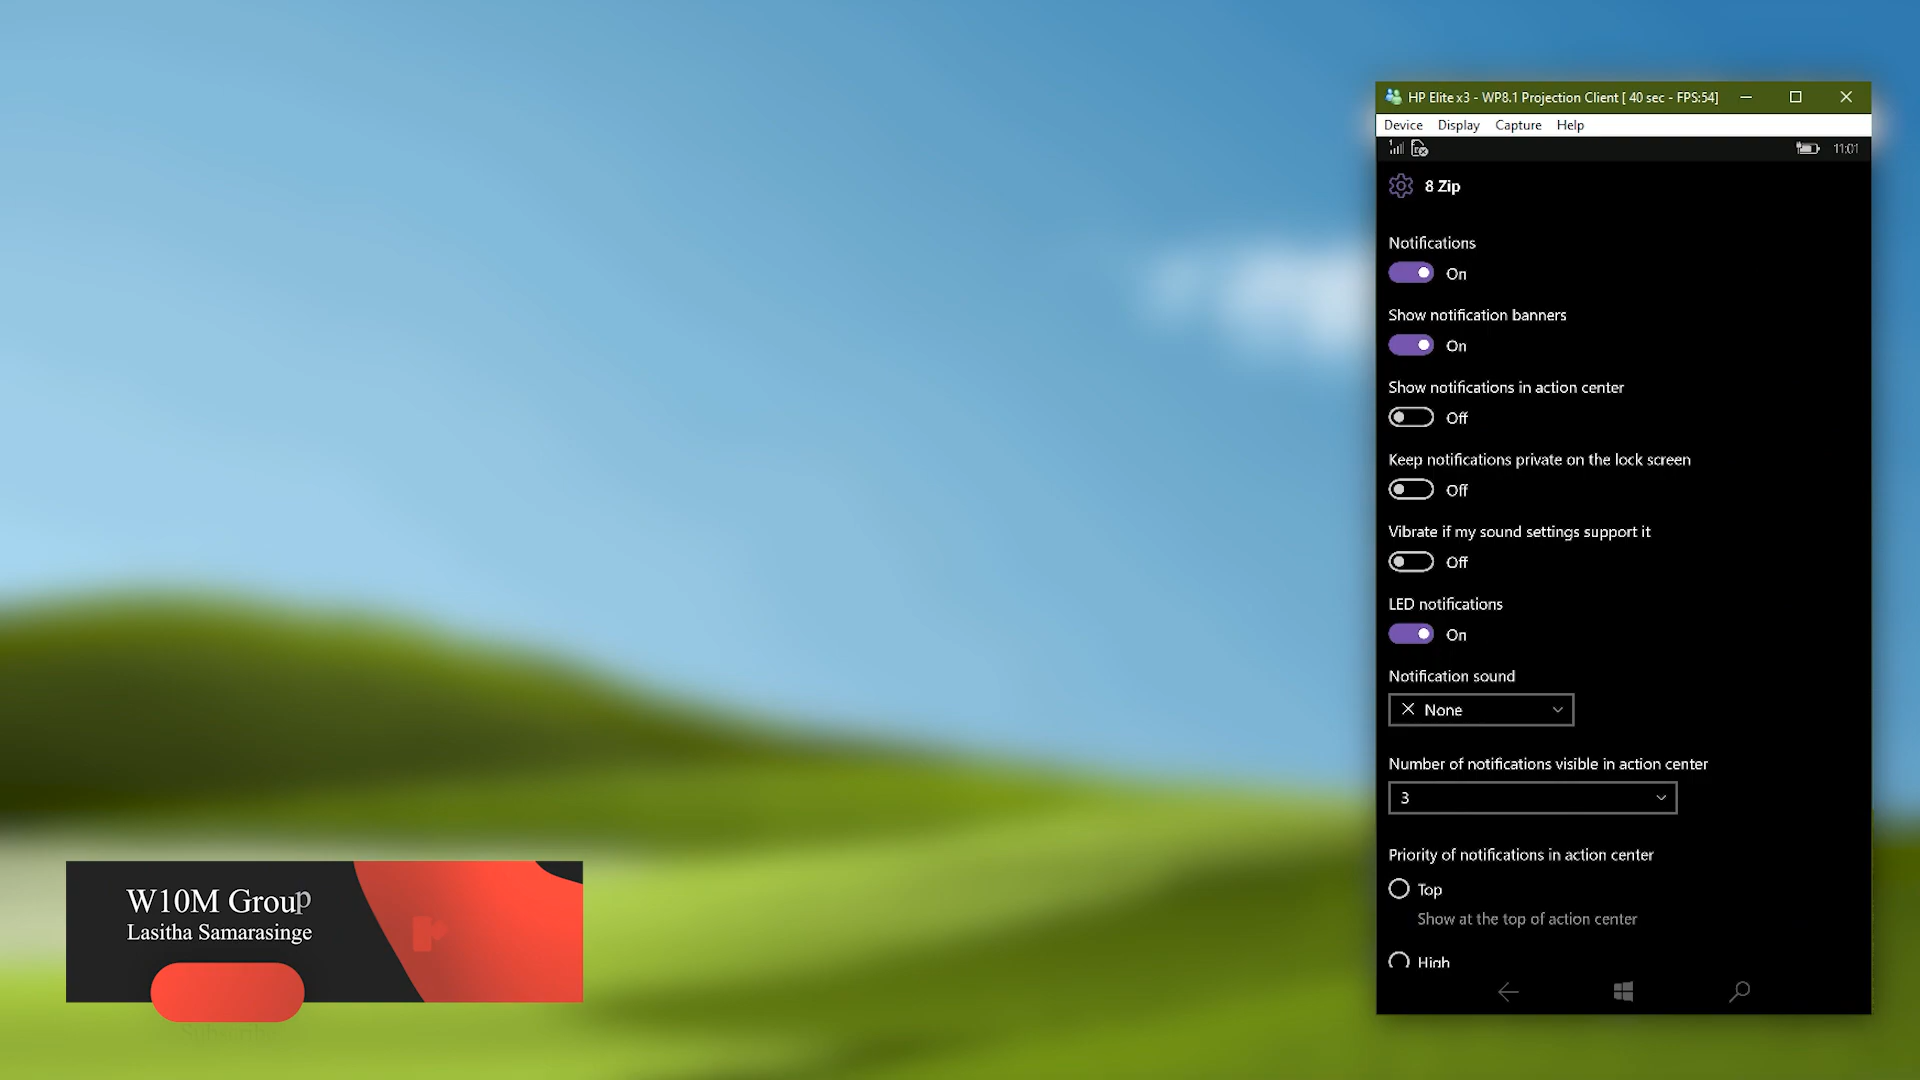 HP Elite x3 - WP8.1 Projection Client [ 40 sec - FPS:54]
Device Display Capture Help
11:01
8 Zip
Notifications
On
Show notification banners
On
Show notifications in action center
Off
Keep notifications private on the lock screen
Off
Vibrate if my sound settings support it
Off
LED notifications
On
Notification sound
None
Number of notifications visible in action center
3
Priority of notifications in action center
Top
Show at the top of action center
High
W10M Group
Lasitha Samarasinge